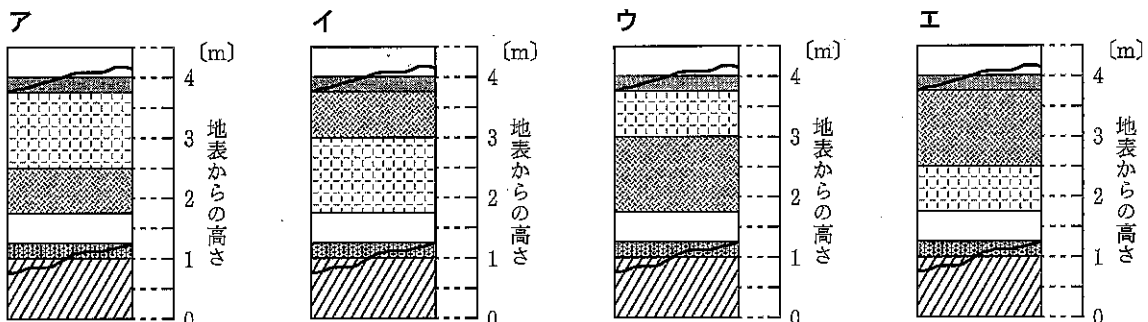 ア イ ウ エ
〔m〕 〔m〕 〔m〕 〔m〕
4 4 4 4
3 3 3 3
2 2 2 2
1 1 1 1
0 0 0 0
地表からの高さ
地表からの高さ
地表からの高さ
地表からの高さ